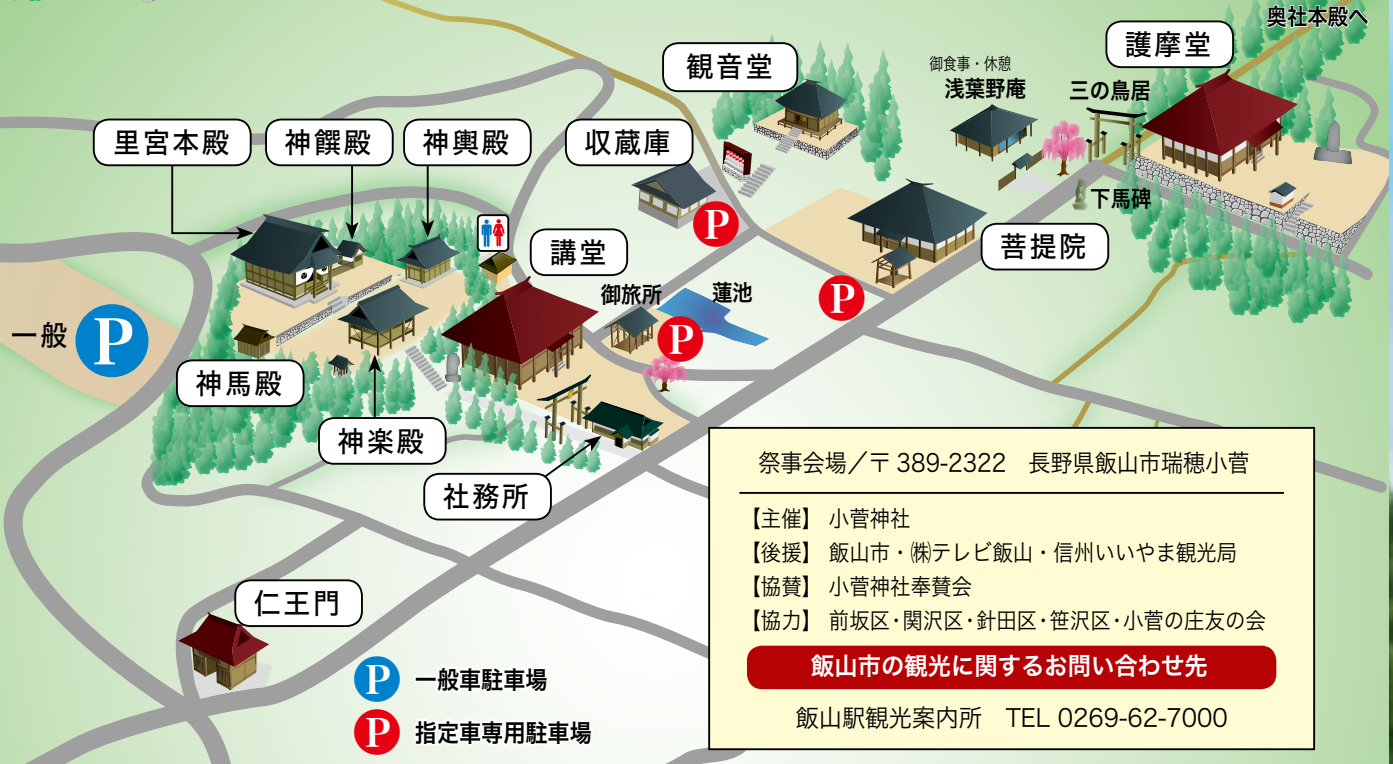 奥社本殿へ
護摩堂
観音堂
御食事・休憩
浅葉野庵
三の鳥居
里宮本殿
神饌殿
神輿殿
収蔵庫
下馬碑
P
講堂
菩提院
御旅所
蓮池
P
一般 P
P
神馬殿
神楽殿
社務所
仁王門
P 一般車駐車場
P 指定車専用駐車場
祭事会場／〒389-2322　長野県飯山市瑞穂小菅
【主催】 小菅神社
【後援】 飯山市・㈱テレビ飯山・信州いいやま観光局
【協賛】 小菅神社奉賛会
【協力】 前坂区・関沢区・針田区・笹沢区・小菅の庄友の会
飯山市の観光に関するお問い合わせ先
飯山駅観光案内所　TEL 0269-62-7000